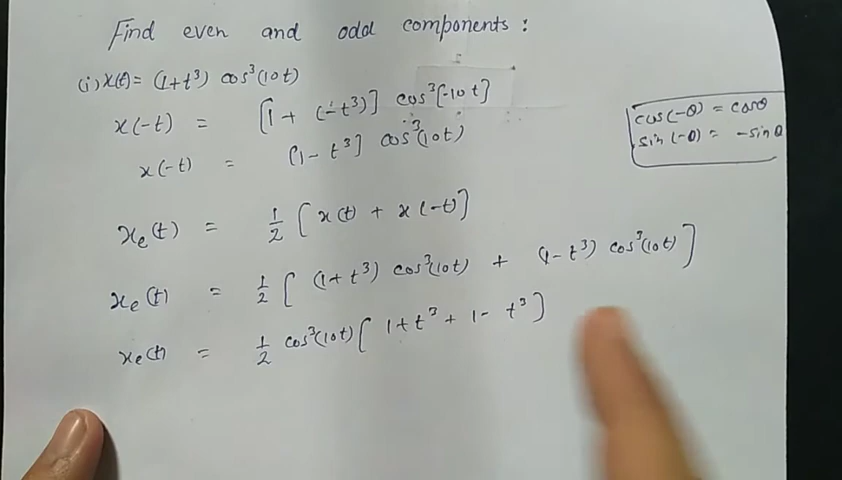 Find even and odd components :
(i) x(t) = (1+t³) cos³(10t)
x(-t) = [1 + (-t³)] cos³[-10t]
x(-t) = (1-t³] cos³(10t)
cos(-θ) = cosθ
sin(-θ) = -sinθ
xe(t) = 1/2 [x(t) + x(-t)]
xe(t) = 1/2 [(1+t³) cos³(10t) + (1-t³) cos³(10t)]
xe(t) = 1/2 cos³(10t) [1+t³+1-t³]